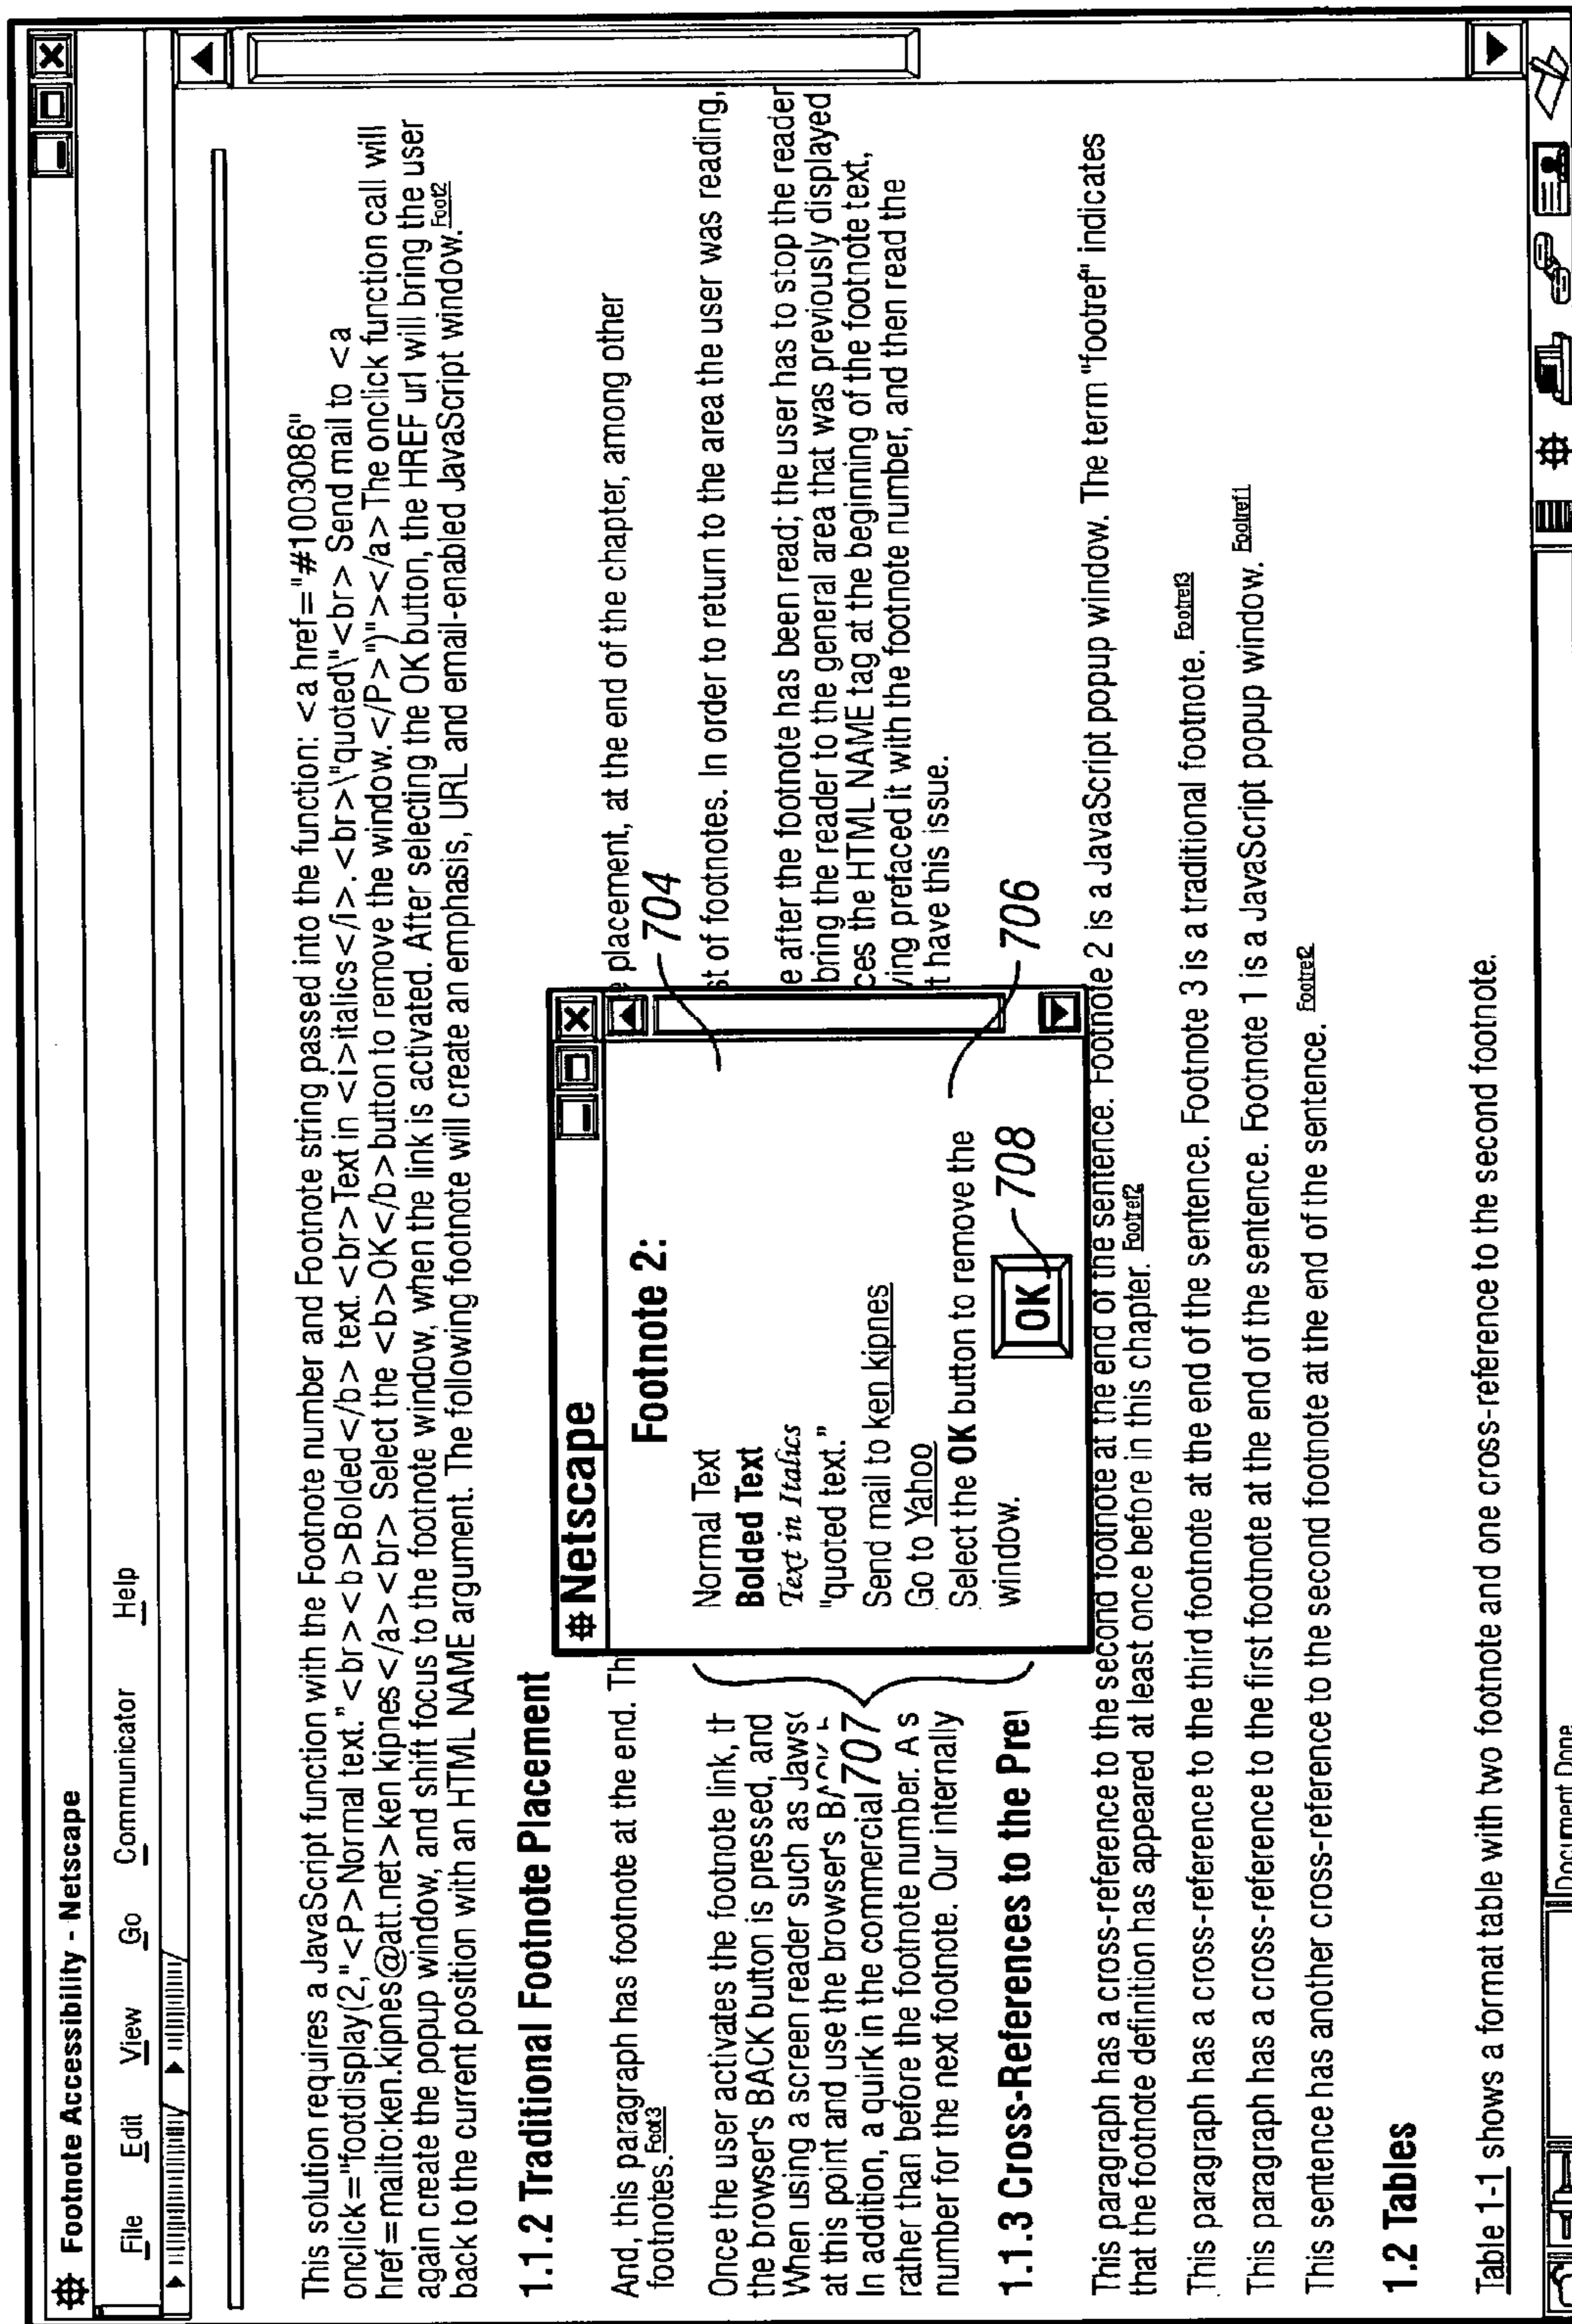 Footnote Accessibility - Netscape
File Edit View Go Communicator Help
This solution requires a JavaScript function with the Footnote number and Footnote string passed into the function: <a href="#1003086"
onclick="footdisplay(2,"<P>Normal text."<br><b>Bolded</b> text. <br>Text in <i>italics</i>.<br>\"quoted\"<br> Send mail to <a
href=mailto:ken.kipnes@att.net>ken kipnes</a> <br> Select the <b>OK</b> button to remove the window.</P>")"></a> The onclick function call will
again create the popup window, and shift focus to the footnote window, when the link is activated. After selecting the OK button, the HREF url will bring the user
back to the current position with an HTML NAME argument. The following footnote will create an emphasis, URL and email-enabled JavaScript window. Foot2
1.1.2 Traditional Footnote Placement
And, this paragraph has footnote at the end. Th
e placement, at the end of the chapter, among other
footnotes. Foot3
704
Once the user activates the footnote link, th
st of footnotes. In order to return to the area the user was reading,
the browser's BACK button is pressed, and
When using a screen reader such as Jaws(
e after the footnote has been read; the user has to stop the reader
at this point and use the browser's BACK
bring the reader to the general area that was previously displayed
In addition, a quirk in the commercial 707
ces the HTML NAME tag at the beginning of the footnote text,
rather than before the footnote number. A s
ving prefaced it with the footnote number, and then read the
number for the next footnote. Our internally
t have this issue.
706
Netscape
Footnote 2:
Normal Text
Bolded Text
Text in Italics
"quoted text."
Send mail to ken kipnes
Go to Yahoo
Select the OK button to remove the
window.
OK 708
1.1.3 Cross-References to the Prev
This paragraph has a cross-reference to the second footnote at the end of the sentence. Footnote 2 is a JavaScript popup window. The term "footref" indicates
that the footnote definition has appeared at least once before in this chapter. Footref2
This paragraph has a cross-reference to the third footnote at the end of the sentence. Footnote 3 is a traditional footnote. Footref3
This paragraph has a cross-reference to the first footnote at the end of the sentence. Footnote 1 is a JavaScript popup window. Footref1
This sentence has another cross-reference to the second footnote at the end of the sentence. Footref2
1.2 Tables
Table 1-1 shows a format table with two footnote and one cross-reference to the second footnote.
Document Done